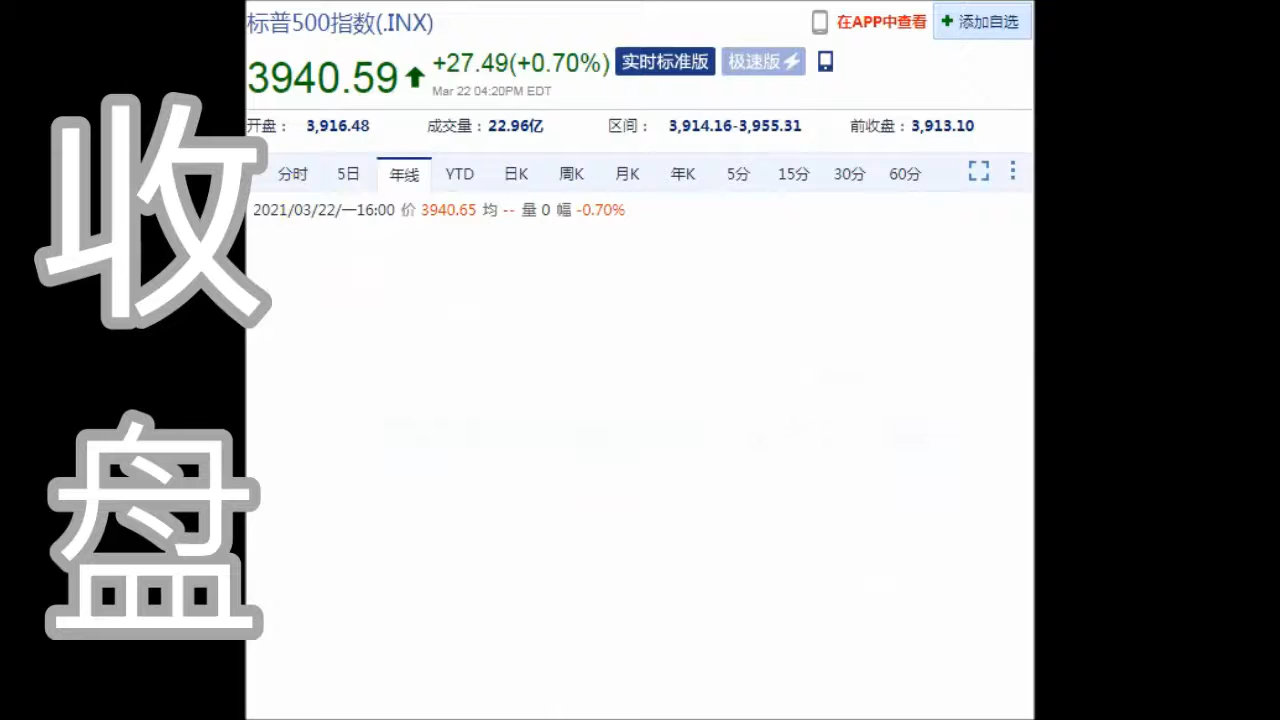 收
盘
标普500指数(.INX)
在APP中查看
添加自选
3940.59
+27.49(+0.70%)
实时标准版
极速版
Mar 22 04:20PM EDT
开盘： 3,916.48 成交量：22.96亿 区间： 3,914.16-3,955.31 前收盘：3,913.10
分时 5日 年线 YTD 日K 周K 月K 年K 5分 15分 30分 60分
2021/03/22/一16:00 价 3940.65 均 -- 量 0 幅 -0.70%